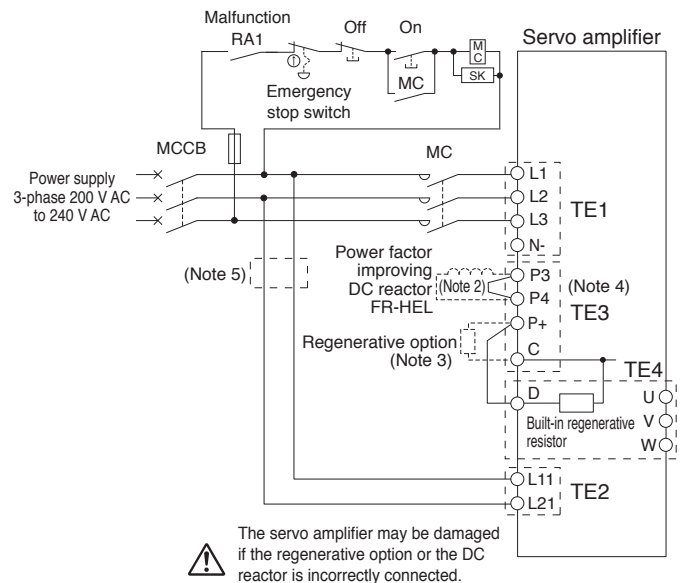 Malfunction
RA1
Off
On
MC
SK
MC
Emergency
stop switch
Servo amplifier
MCCB
MC
Power supply
3-phase 200 V AC
to 240 V AC
L1
L2
L3
N-
TE1
(Note 5)
Power factor
improving
DC reactor
FR-HEL
(Note 2)
P3
P4
(Note 4)
TE3
Regenerative option
(Note 3)
P+
C
TE4
D
Built-in regenerative
resistor
U
V
W
L11
L21
TE2
The servo amplifier may be damaged
if the regenerative option or the DC
reactor is incorrectly connected.